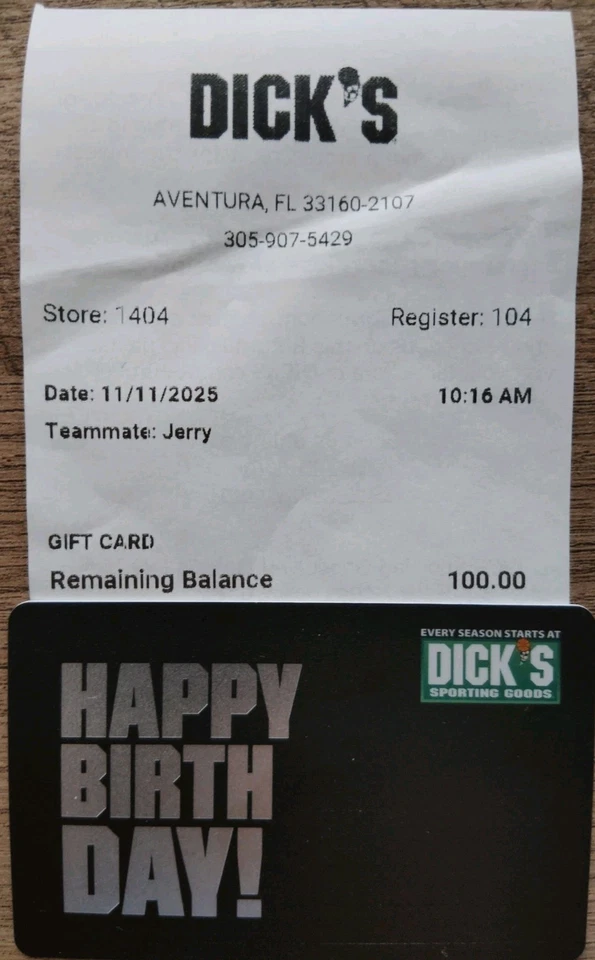 DICK'S
AVENTURA, FL 33160-2107
305-907-5429
Store: 1404 Register: 104
Date: 11/11/2025 10:16 AM
Teammate: Jerry
GIFT CARD
Remaining Balance 100.00
EVERY SEASON STARTS AT
DICK'S
SPORTING GOODS
HAPPY
BIRTH
DAY!